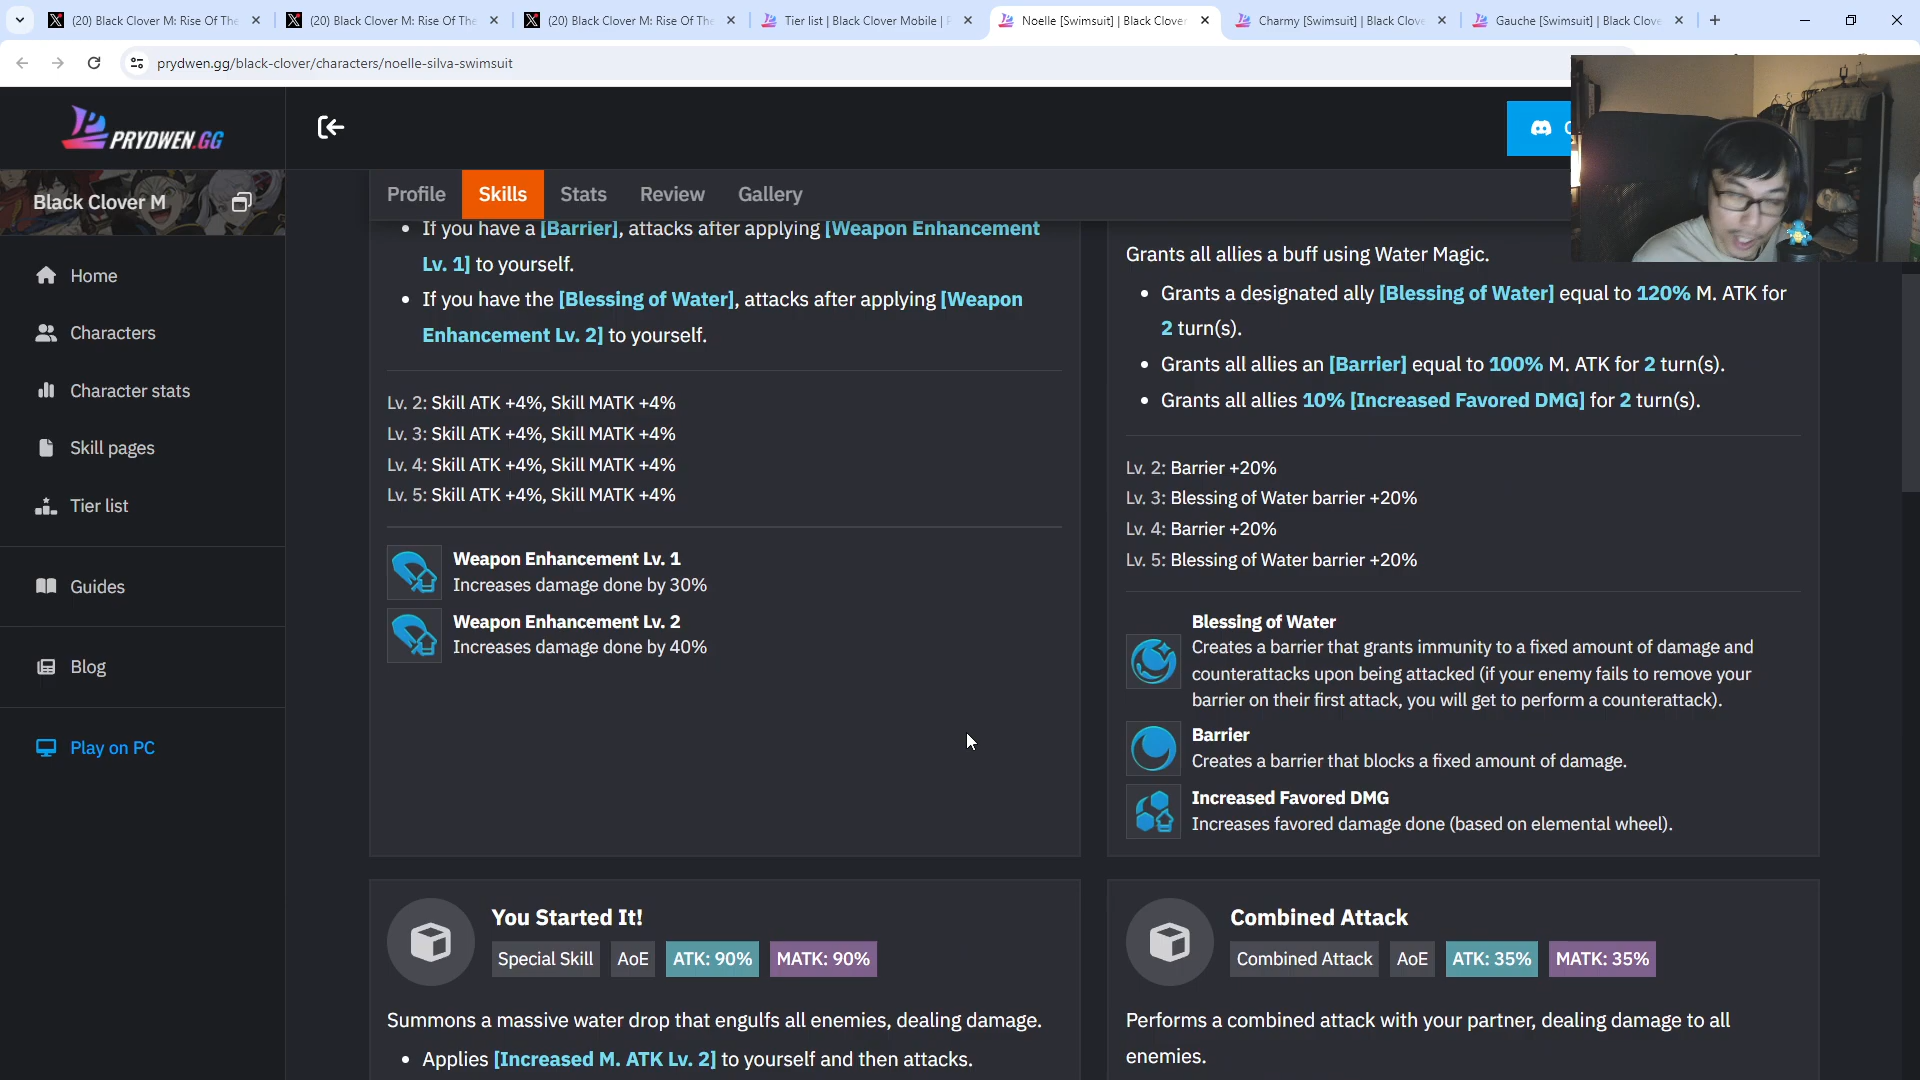 (20) Black Clover M: Rise Of The
(20) Black Clover M: Rise Of The
(20) Black Clover M: Rise Of The
Tier list | Black Clover Mobile |
Noelle [Swimsuit] | Black Clover
Charmy [Swimsuit] | Black Clove
Gauche [Swimsuit] | Black Clove
prydwen.gg/black-clover/characters/noelle-silva-swimsuit
PRYDWEN.GG
Black Clover M
Home
Characters
Character stats
Skill pages
Tier list
Guides
Blog
Play on PC
Profile
Skills
Stats
Review
Gallery
• If you have a [Barrier], attacks after applying [Weapon Enhancement
Lv. 1] to yourself.
• If you have the [Blessing of Water], attacks after applying [Weapon
Enhancement Lv. 2] to yourself.
Lv. 2: Skill ATK +4%, Skill MATK +4%
Lv. 3: Skill ATK +4%, Skill MATK +4%
Lv. 4: Skill ATK +4%, Skill MATK +4%
Lv. 5: Skill ATK +4%, Skill MATK +4%
Weapon Enhancement Lv. 1
Increases damage done by 30%
Weapon Enhancement Lv. 2
Increases damage done by 40%
Grants all allies a buff using Water Magic.
• Grants a designated ally [Blessing of Water] equal to 120% M. ATK for
2 turn(s).
• Grants all allies an [Barrier] equal to 100% M. ATK for 2 turn(s).
• Grants all allies 10% [Increased Favored DMG] for 2 turn(s).
Lv. 2: Barrier +20%
Lv. 3: Blessing of Water barrier +20%
Lv. 4: Barrier +20%
Lv. 5: Blessing of Water barrier +20%
Blessing of Water
Creates a barrier that grants immunity to a fixed amount of damage and
counterattacks upon being attacked (if your enemy fails to remove your
barrier on their first attack, you will get to perform a counterattack).
Barrier
Creates a barrier that blocks a fixed amount of damage.
Increased Favored DMG
Increases favored damage done (based on elemental wheel).
You Started It!
Special Skill AoE ATK: 90% MATK: 90%
Summons a massive water drop that engulfs all enemies, dealing damage.
• Applies [Increased M. ATK Lv. 2] to yourself and then attacks.
Combined Attack
Combined Attack AoE ATK: 35% MATK: 35%
Performs a combined attack with your partner, dealing damage to all
enemies.